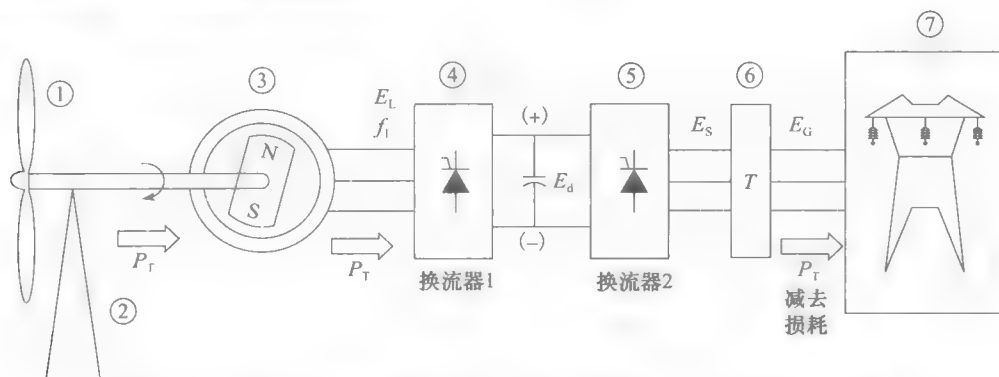 ①
②
③
N
S
P_T
P_T
E_L
f_1
④
换流器1
(+)
E_d
(−)
⑤
换流器2
E_S
⑥
T
E_G
P_T
减去
损耗
⑦